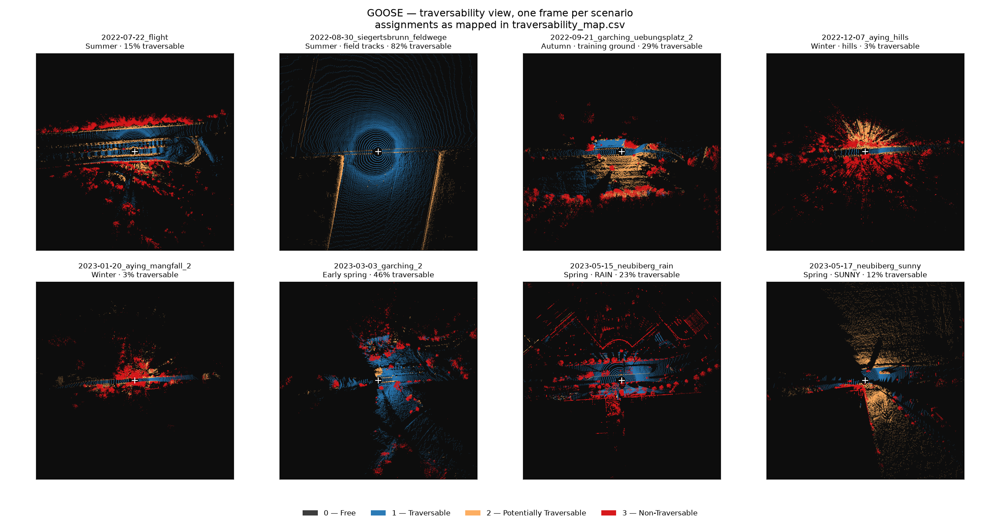 GOOSE — traversability view, one frame per scenario
assignments as mapped in traversability_map.csv
2022-07-22_flight
Summer · 15% traversable
2022-08-30_siegertsbrunn_feldwege
Summer · field tracks · 82% traversable
2022-09-21_garching_uebungsplatz_2
Autumn · training ground · 29% traversable
2022-12-07_aying_hills
Winter · hills · 3% traversable
2023-01-20_aying_mangfall_2
Winter · 3% traversable
2023-03-03_garching_2
Early spring · 46% traversable
2023-05-15_neubiberg_rain
Spring · RAIN · 23% traversable
2023-05-17_neubiberg_sunny
Spring · SUNNY · 12% traversable
0 — Free
1 — Traversable
2 — Potentially Traversable
3 — Non-Traversable